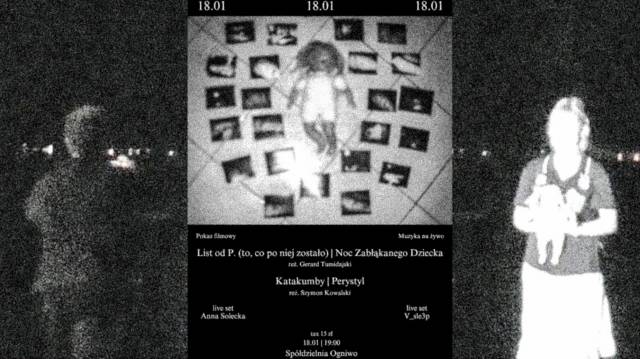 18.01 18.01 18.01
Pokaz filmowy Muzyka na żywo
List od P. (to, co po niej zostało) | Noc Zabłąkanego Dziecka
reż. Gerard Tumidajski
Katakumby | Perystyl
reż. Szymon Kowalski
live set live set
Anna Solecka V_sle3p
tax 15 zł
18.01 | 19:00
Spółdzielnia Ogniwo